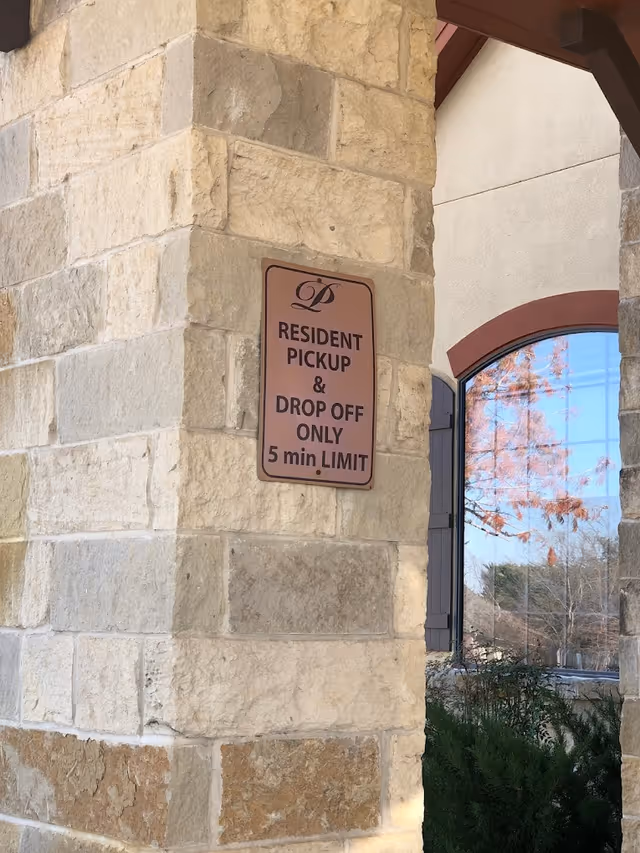 P
RESIDENT
PICKUP
&
DROP OFF
ONLY
5 min LIMIT